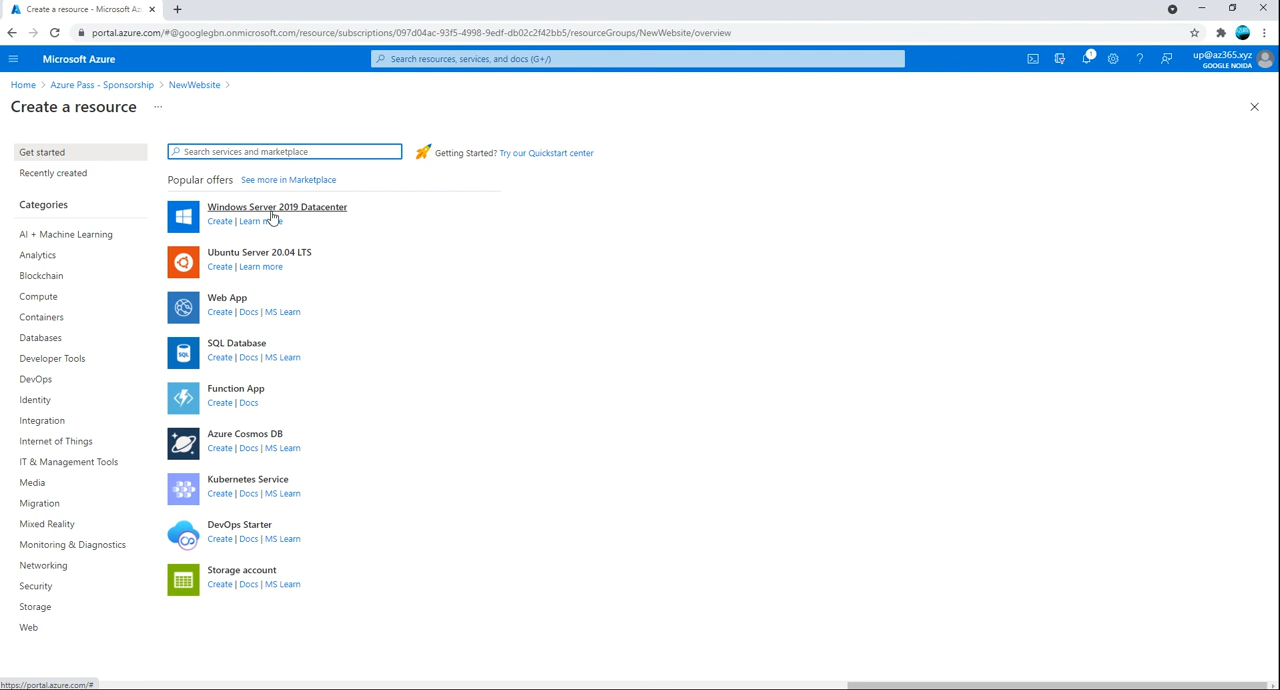 Create a resource - Microsoft Az
portal.azure.com/#@googlegbn.onmicrosoft.com/resource/subscriptions/097d04ac-93f5-4998-9edf-db02c2f42bb5/resourceGroups/NewWebsite/overview
Microsoft Azure
Search resources, services, and docs (G+/)
1
up@az365.xyz
GOOGLE NOIDA
Home > Azure Pass - Sponsorship > NewWebsite >
Create a resource ...
Get started
Recently created
Categories
AI + Machine Learning
Analytics
Blockchain
Compute
Containers
Databases
Developer Tools
DevOps
Identity
Integration
Internet of Things
IT & Management Tools
Media
Migration
Mixed Reality
Monitoring & Diagnostics
Networking
Security
Storage
Web
Search services and marketplace
Getting Started? Try our Quickstart center
Popular offers See more in Marketplace
Windows Server 2019 Datacenter
Create | Learn more
Ubuntu Server 20.04 LTS
Create | Learn more
Web App
Create | Docs | MS Learn
SQL
SQL Database
Create | Docs | MS Learn
Function App
Create | Docs
Azure Cosmos DB
Create | Docs | MS Learn
Kubernetes Service
Create | Docs | MS Learn
DevOps Starter
Create | Docs | MS Learn
Storage account
Create | Docs | MS Learn
https://portal.azure.com/#